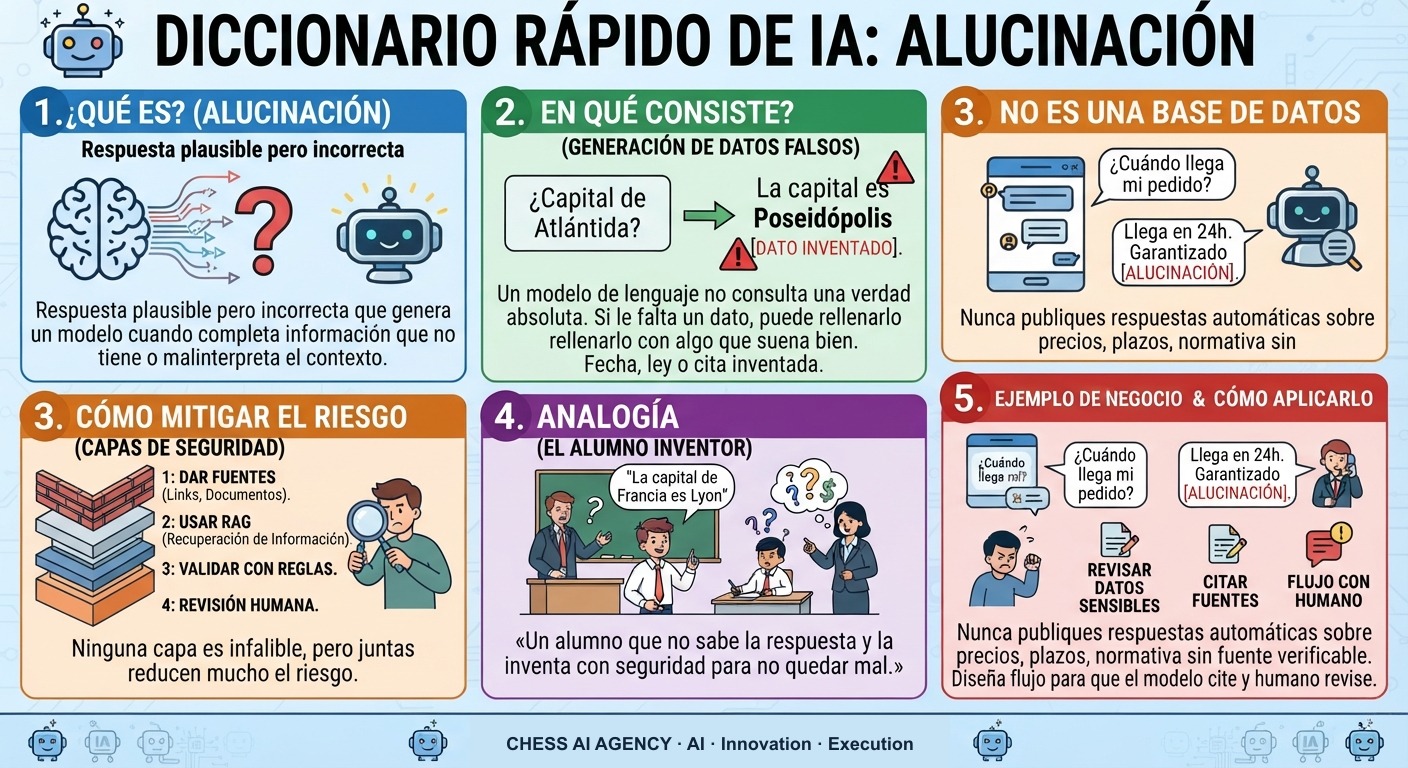 DICCIONARIO RÁPIDO DE IA: ALUCINACIÓN
1. ¿QUÉ ES? (ALUCINACIÓN)
Respuesta plausible pero incorrecta
?
Respuesta plausible pero incorrecta que genera
un modelo cuando completa información que no
tiene o malinterpreta el contexto.
2. EN QUÉ CONSISTE?
(GENERACIÓN DE DATOS FALSOS)
¿Capital de
Atlántida?
La capital es
Poseidópolis
[DATO INVENTADO].
Un modelo de lenguaje no consulta una verdad
absoluta. Si le falta un dato, puede rellenarlo
rellenarlo con algo que suena bien.
Fecha, ley o cita inventada.
3. NO ES UNA BASE DE DATOS
¿Cuándo llega
mi pedido?
Llega en 24h.
Garantizado
[ALUCINACIÓN].
Nunca publiques respuestas automáticas sobre
precios, plazos, normativa sin
3. CÓMO MITIGAR EL RIESGO
(CAPAS DE SEGURIDAD)
1: DAR FUENTES
(Links, Documentos).
2: USAR RAG
(Recuperación de Información).
3: VALIDAR CON REGLAS.
4: REVISIÓN HUMANA.
Ninguna capa es infalible, pero juntas
reducen mucho el riesgo.
4. ANALOGÍA
(EL ALUMNO INVENTOR)
"La capital de
Francia es Lyon"
? ? $
?
? ?
«Un alumno que no sabe la respuesta y la
inventa con seguridad para no quedar mal.»
5. EJEMPLO DE NEGOCIO & CÓMO APLICARLO
¿Cuándo
llega
¿Cuándo
llega mi
pedido?
Llega en 24h.
Garantizado
[ALUCINACIÓN].
REVISAR
DATOS
SENSIBLES
CITAR
FUENTES
FLUJO CON
HUMANO
Nunca publiques respuestas automáticas sobre
precios, plazos, normativa sin fuente verificable.
Diseña flujo para que el modelo cite y humano revise.
IA
CHESS AI AGENCY · AI · Innovation · Execution
IA